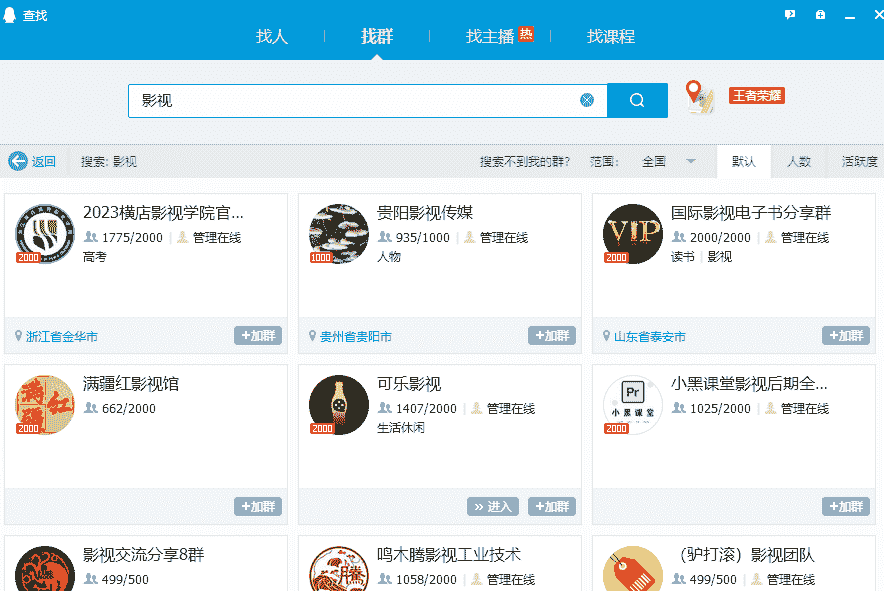 查找
找人
找群
找主播 热
找课程
影视
王者荣耀
返回
搜索: 影视
搜索不到我的群?
范围:
全国
默认
人数
活跃度
2023横店影视学院官...
1775/2000 | 管理在线
高考
2000
浙江省金华市
+加群
贵阳影视传媒
935/1000 | 管理在线
人物
1000
贵州省贵阳市
+加群
VIP
国际影视电子书分享群
2000/2000 | 管理在线
读书 | 影视
2000
山东省泰安市
+加群
满疆红
满疆红影视馆
662/2000
2000
+加群
可乐影视
1407/2000 | 管理在线
生活休闲
2000
» 进入
+加群
Pr
小黑课堂
小黑课堂影视后期全...
1025/2000 | 管理在线
2000
+加群
影视交流分享8群
499/500
腾
鸣木腾影视工业技术
1058/2000 | 管理在线
（驴打滚）影视团队
499/500 | 管理在线